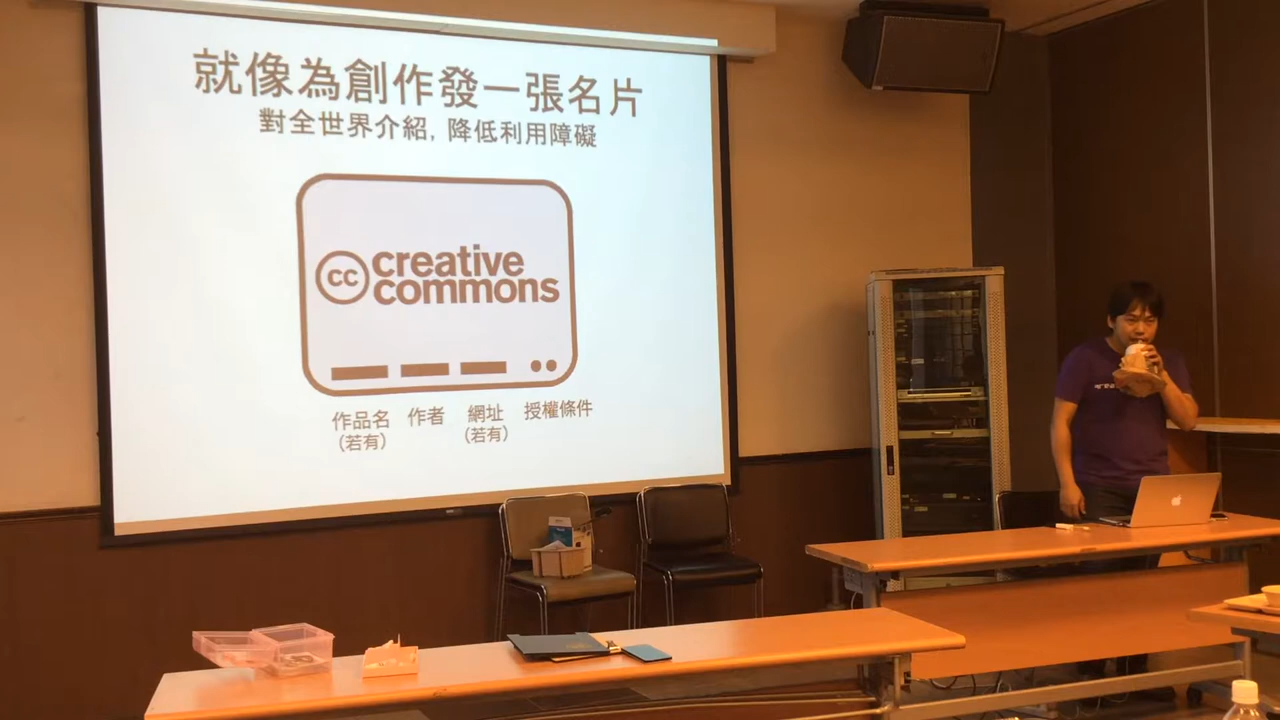 就像為創作發一張名片
對全世界介紹, 降低利用障礙
cc creative
commons
作品名 作者 網址 授權條件
(若有) (若有)